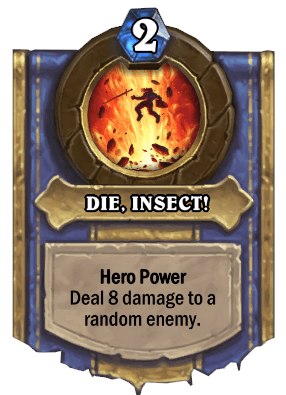 2
DIE, INSECT!
Hero Power
Deal 8 damage to a
random enemy.